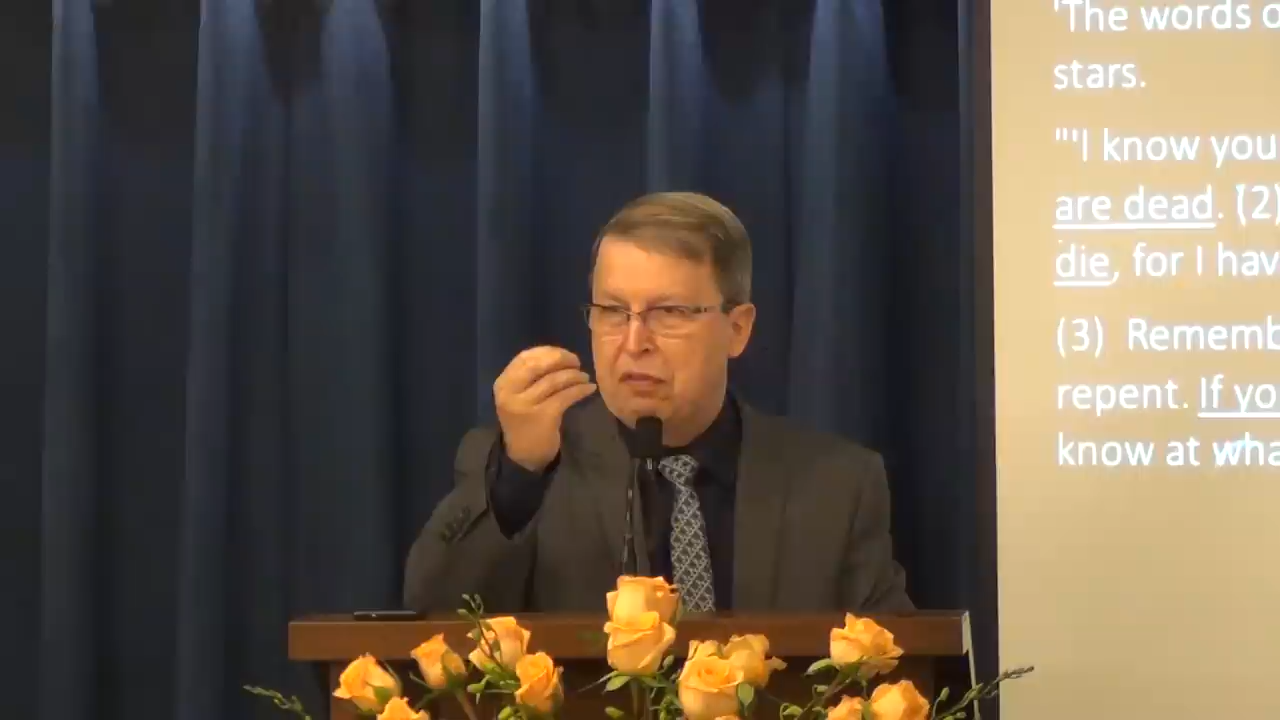 'The words o
stars.
"'I know you
are dead. (2)
die, for I hav
(3) Rememb
repent. If yo
know at wha